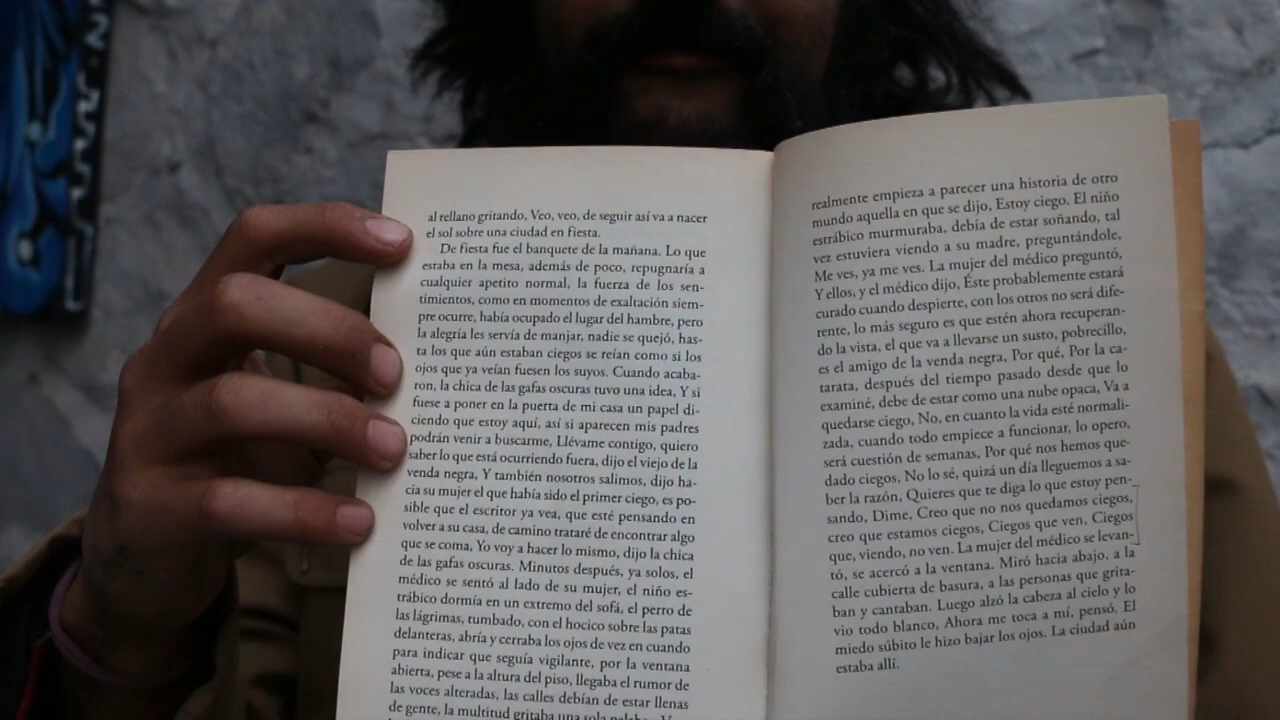 al rellano gritando, Veo, veo, de seguir así va a nacer
el sol sobre una ciudad en fiesta.
De fiesta fue el banquete de la mañana. Lo que
estaba en la mesa, además de poco, repugnaría a
cualquier apetito normal, la fuerza de los sen-
timientos, como en momentos de exaltación siem-
pre ocurre, había ocupado el lugar del hambre, pero
la alegría les servía de manjar, nadie se quejó, has-
ta los que aún estaban ciegos se reían como si los
ojos que ya veían fuesen los suyos. Cuando acaba-
ron, la chica de las gafas oscuras tuvo una idea, Y si
fuese a poner en la puerta de mi casa un papel di-
ciendo que estoy aquí, así si aparecen mis padres
podrán venir a buscarme, Llévame contigo, quiero
saber lo que está ocurriendo fuera, dijo el viejo de la
venda negra, Y también nosotros salimos, dijo ha-
cia su mujer el que había sido el primer ciego, es po-
sible que el escritor ya vea, que esté pensando en
volver a su casa, de camino trataré de encontrar algo
que se coma, Yo voy a hacer lo mismo, dijo la chica
de las gafas oscuras. Minutos después, ya solos, el
médico se sentó al lado de su mujer, el niño es-
trábico dormía en un extremo del sofá, el perro de
las lágrimas, tumbado, con el hocico sobre las patas
delanteras, abría y cerraba los ojos de vez en cuando
para indicar que seguía vigilante, por la ventana
abierta, pese a la altura del piso, llegaba el rumor de
las voces alteradas, las calles debían de estar llenas
de gente, la multitud gritaba una sola
realmente empieza a parecer una historia de otro
mundo aquella en que se dijo, Estoy ciego. El niño
estrábico murmuraba, debía de estar soñando, tal
vez estuviera viendo a su madre, preguntándole,
Me ves, ya me ves. La mujer del médico preguntó,
Y ellos, y el médico dijo, Éste probablemente estará
curado cuando despierte, con los otros no será dife-
rente, lo más seguro es que estén ahora recuperan-
do la vista, el que va a llevarse un susto, pobrecillo,
es el amigo de la venda negra, Por qué, Por la ca-
tarata, después del tiempo pasado desde que lo
examiné, debe de estar como una nube opaca, Va a
quedarse ciego, No, en cuanto la vida esté normali-
zada, cuando todo empiece a funcionar, lo opero,
será cuestión de semanas, Por qué nos hemos que-
dado ciegos, No lo sé, quizá un día lleguemos a sa-
ber la razón, Quieres que te diga lo que estoy pen-
sando, Dime, Creo que no nos quedamos ciegos,
creo que estamos ciegos, Ciegos que ven, Ciegos
que, viendo, no ven. La mujer del médico se levan-
tó, se acercó a la ventana. Miró hacia abajo, a la
calle cubierta de basura, a las personas que grita-
ban y cantaban. Luego alzó la cabeza al cielo y lo
vio todo blanco, Ahora me toca a mí, pensó. El
miedo súbito le hizo bajar los ojos. La ciudad aún
estaba allí.